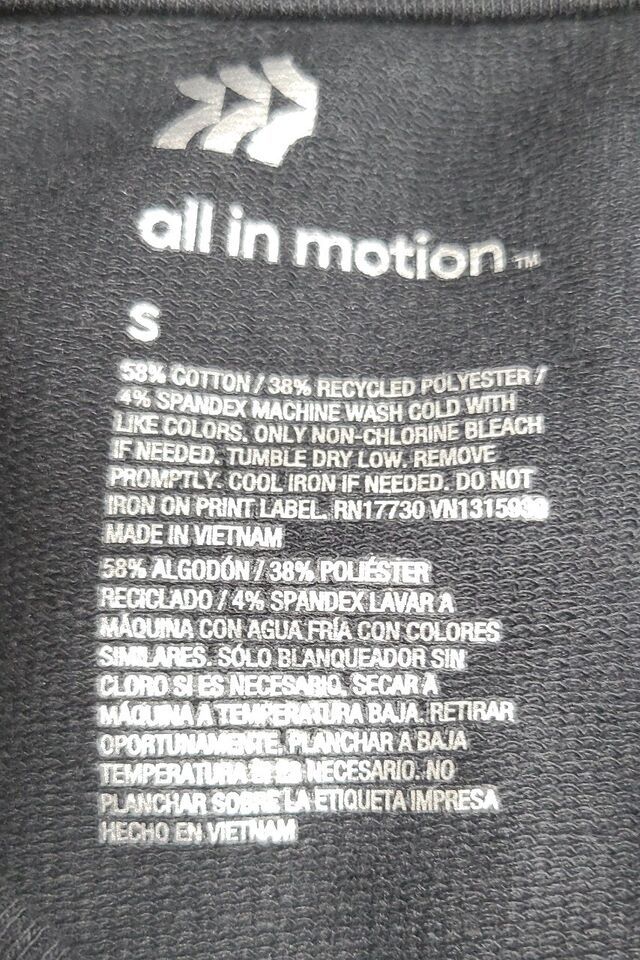 all in motion™
S
58% COTTON / 38% RECYCLED POLYESTER /
4% SPANDEX MACHINE WASH COLD WITH
LIKE COLORS. ONLY NON-CHLORINE BLEACH
IF NEEDED. TUMBLE DRY LOW. REMOVE
PROMPTLY. COOL IRON IF NEEDED. DO NOT
IRON ON PRINT LABEL. RN17730
MADE IN VIETNAM
58% ALGODÓN / 38% POLIÉSTER
RECICLADO / 4% SPANDEX LAVAR A
MÁQUINA CON AGUA FRÍA CON COLORES
SIMILARES. SÓLO BLANQUEADOR SIN
CLORO SI ES NECESARIO. SECAR A
MÁQUINA A TEMPERATURA BAJA. RETIRAR
OPORTUNAMENTE. PLANCHAR A BAJA
TEMPERATURA NECESARIO. NO
PLANCHAR SOBRE LA ETIQUETA IMPRESA
HECHO EN VIETNAM